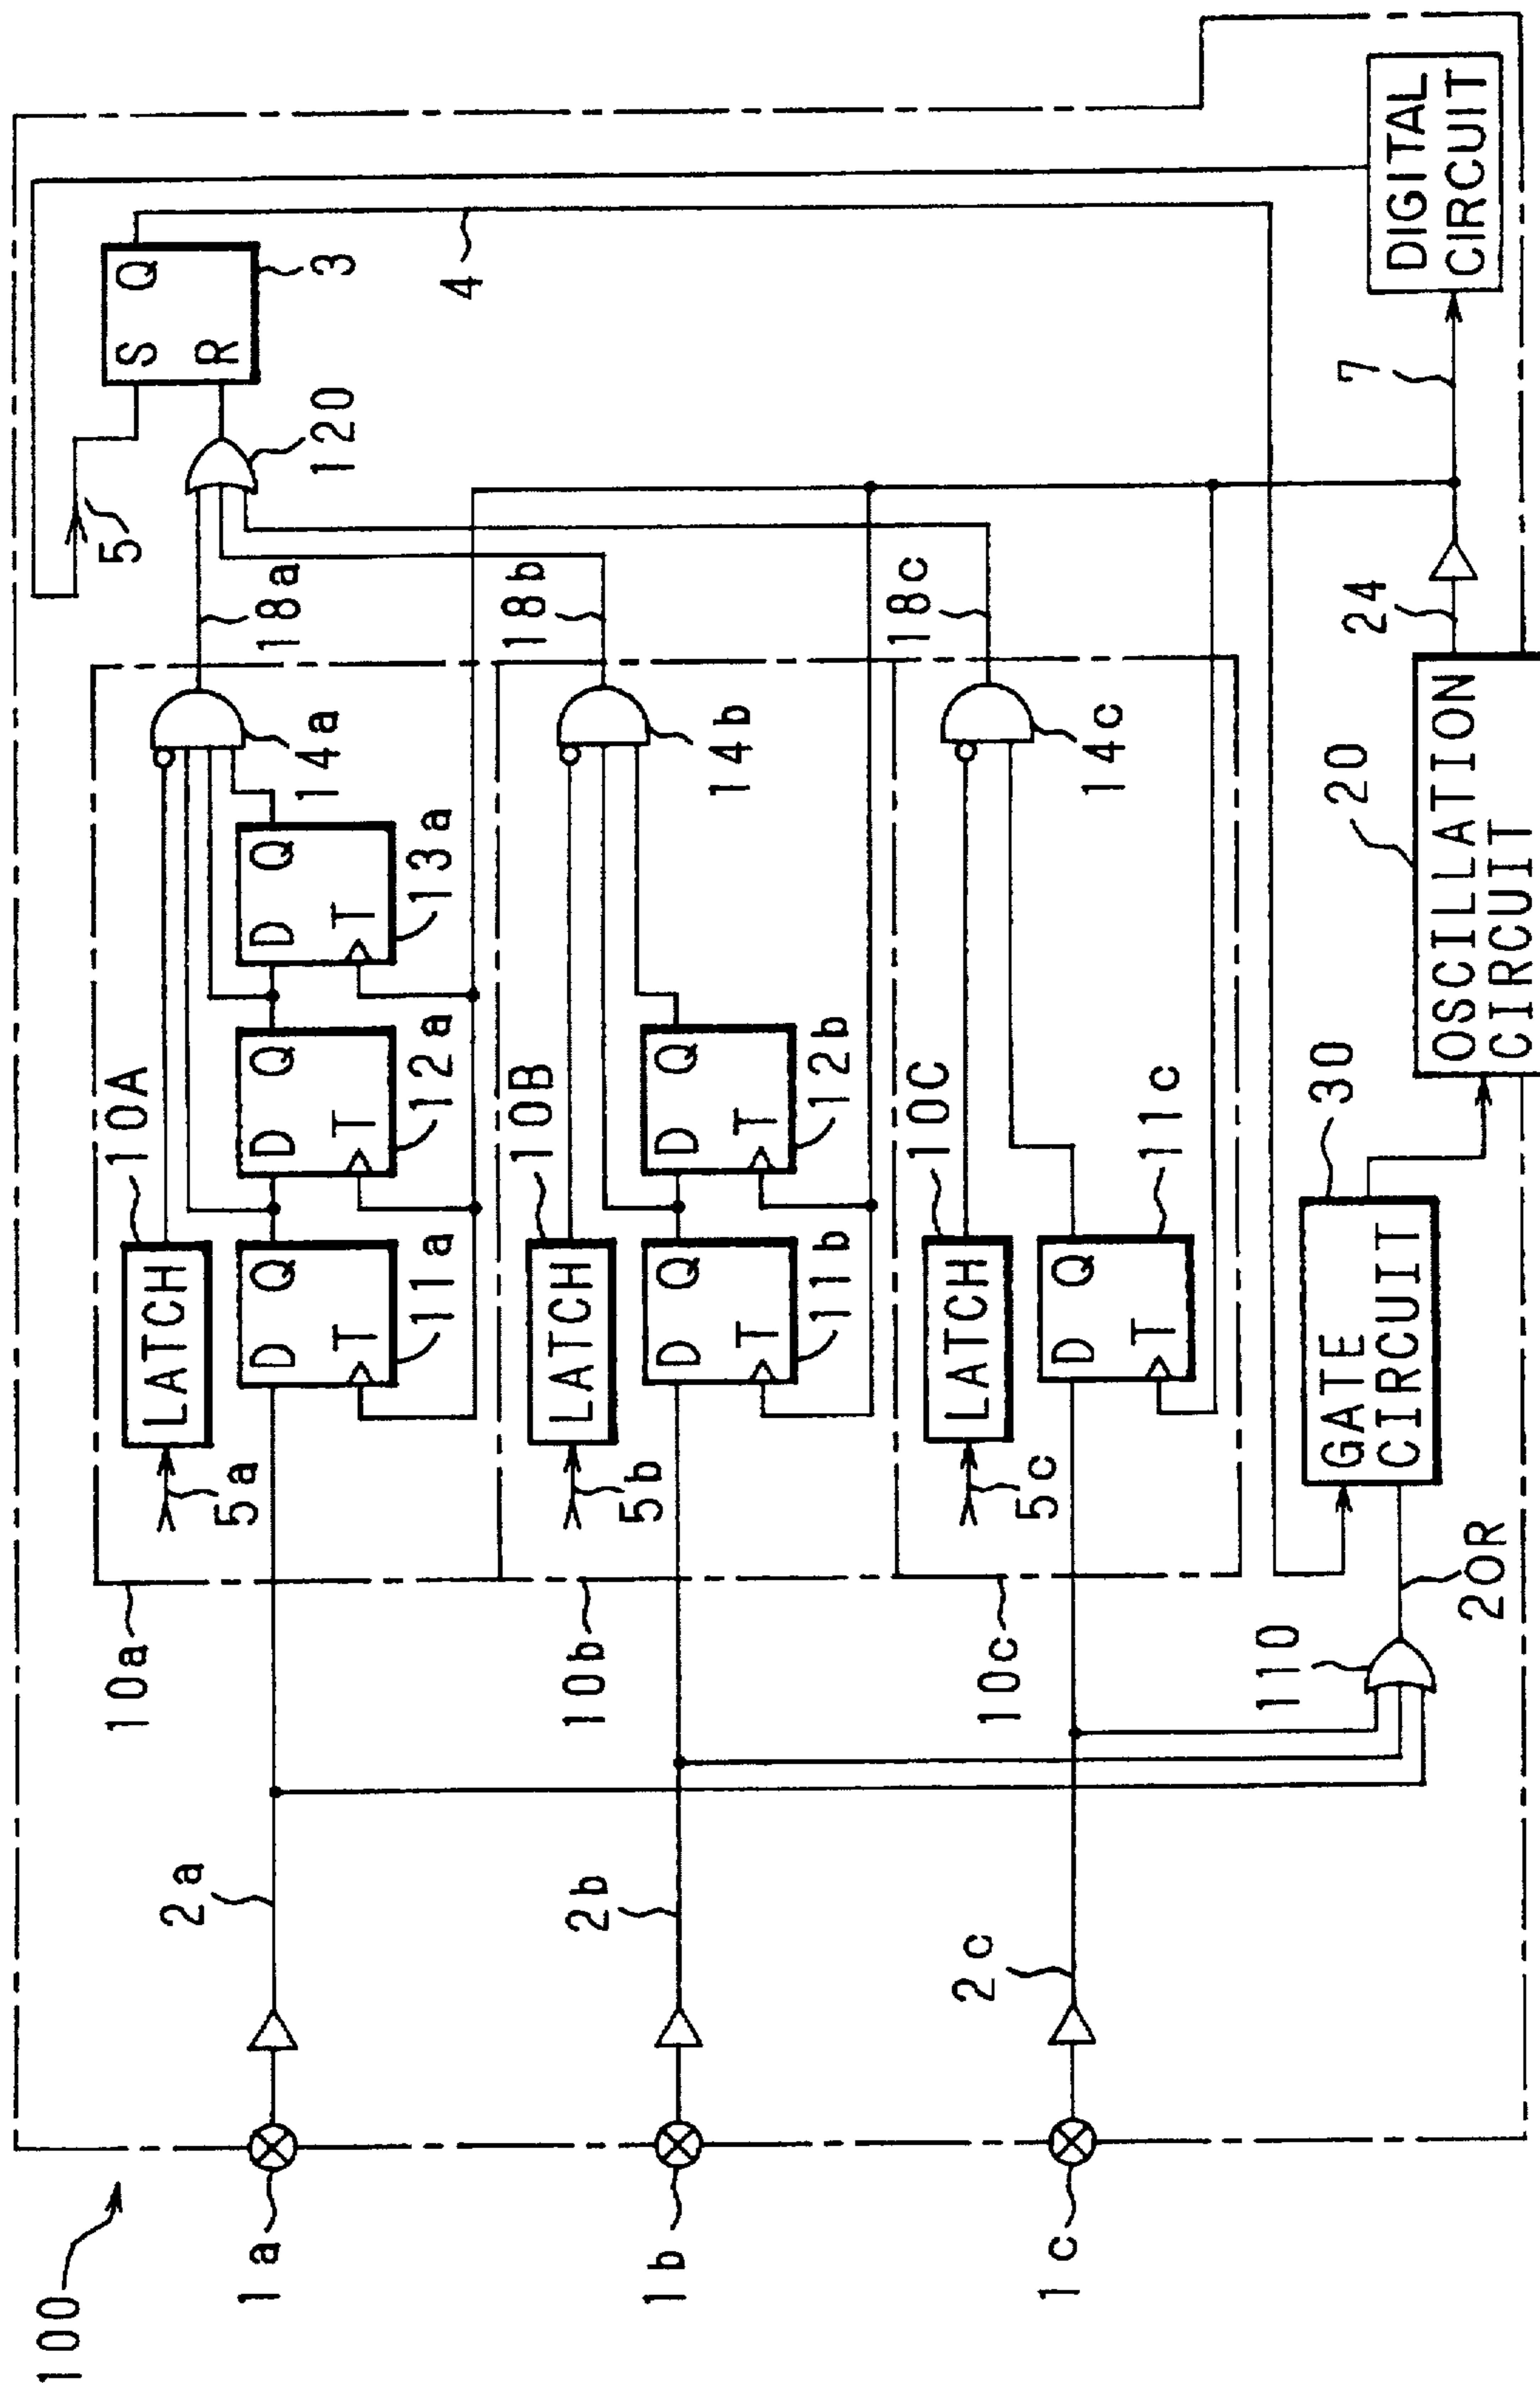 100
1a
1b
1c
2a
2b
2c
10a
10b
10c
5a
LATCH
10A
D Q
T
11a
D Q
T
12a
D Q
T
13a
14a
18a
5b
LATCH
10B
D Q
T
11b
D Q
T
12b
14b
18b
5c
LATCH
10C
D Q
T
11c
14c
18c
120
5
S Q
R
3
4
110
20R
GATE
CIRCUIT
30
OSCILLATION
CIRCUIT
20
24
7
DIGITAL
CIRCUIT